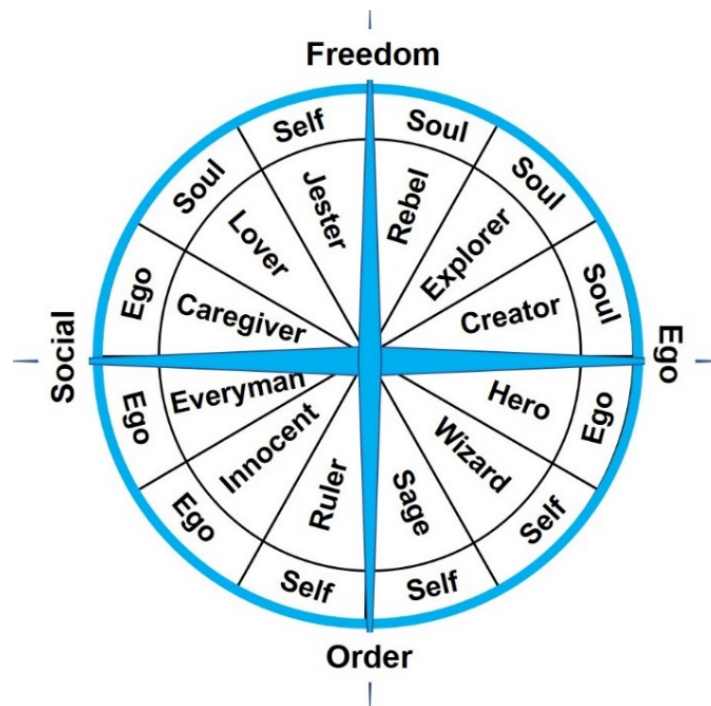 Freedom
Self
Soul
Soul
Soul
Jester
Rebel
Lover
Explorer
Ego
Caregiver
Creator
Soul
Social
Ego
Ego
Everyman
Hero
Ego
Innocent
Wizard
Ego
Ruler
Sage
Self
Self
Self
Order